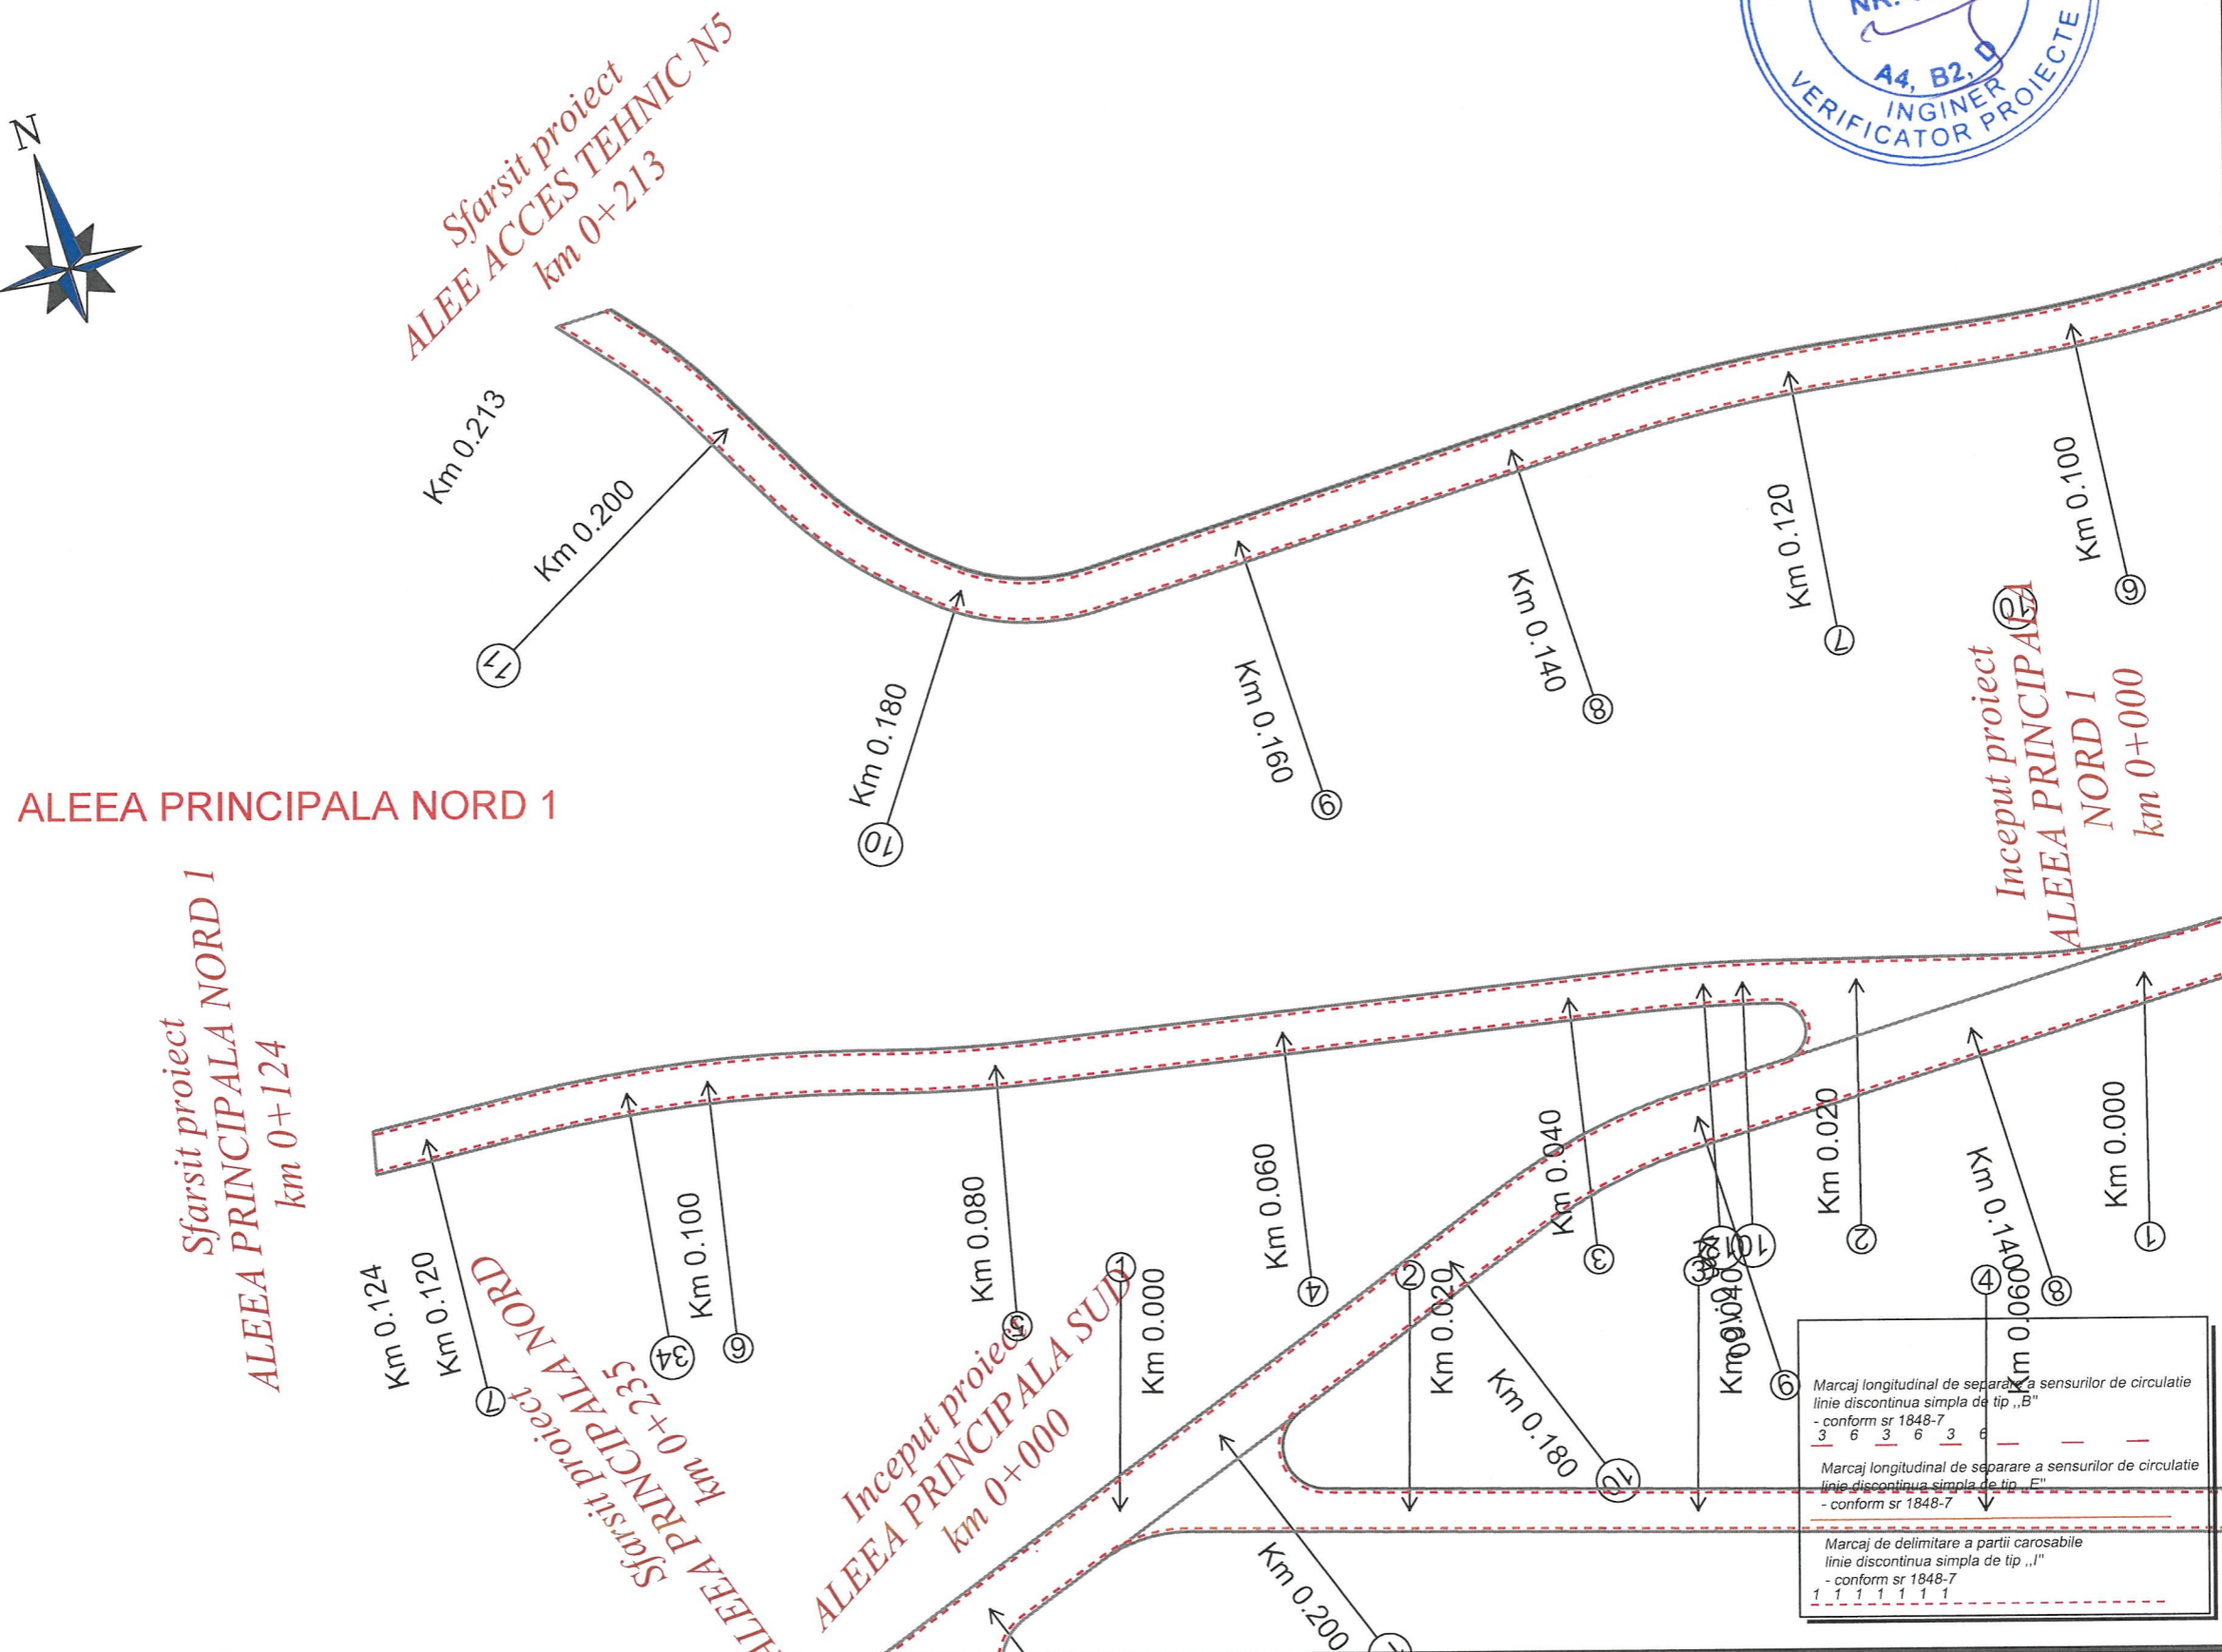 A4, B2, D
INGINER
VERIFICATOR PROIECTE
N
Sfarsit proiect
ALEE ACCES TEHNIC N5
km 0+213
Km 0.213
Km 0.200
11
Km 0.180
10
Km 0.160
9
Km 0.140
8
Km 0.120
7
Km 0.100
6
10
Inceput proiect
ALEEA PRINCIPALA
NORD 1
km 0+000
ALEEA PRINCIPALA NORD 1
Sfarsit proiect
ALEEA PRINCIPALA NORD 1
km 0+124
Km 0.124
Km 0.120
7
34
Km 0.100
6
Km 0.080
5
Km 0.060
4
Km 0.040
3
12
10
Km 0.020
2
Km 0.000
1
Sfarsit proiect
ALEEA PRINCIPALA NORD
km 0+235
Inceput proiect
ALEEA PRINCIPALA SUD
km 0+000
1
Km 0.000
2
Km 0.020
3
Km 0.040
4
Km 0.060
Km 0.140
8
9
Km 0.180
10
Km 0.200
Marcaj longitudinal de separare a sensurilor de circulatie
linie discontinua simpla de tip ,,B"
- conform sr 1848-7
3 6 3 6 3 6
Marcaj longitudinal de separare a sensurilor de circulatie
linie discontinua simpla de tip ,,E"
- conform sr 1848-7
Marcaj de delimitare a partii carosabile
linie discontinua simpla de tip ,,I"
- conform sr 1848-7
1 1 1 1 1 1 1